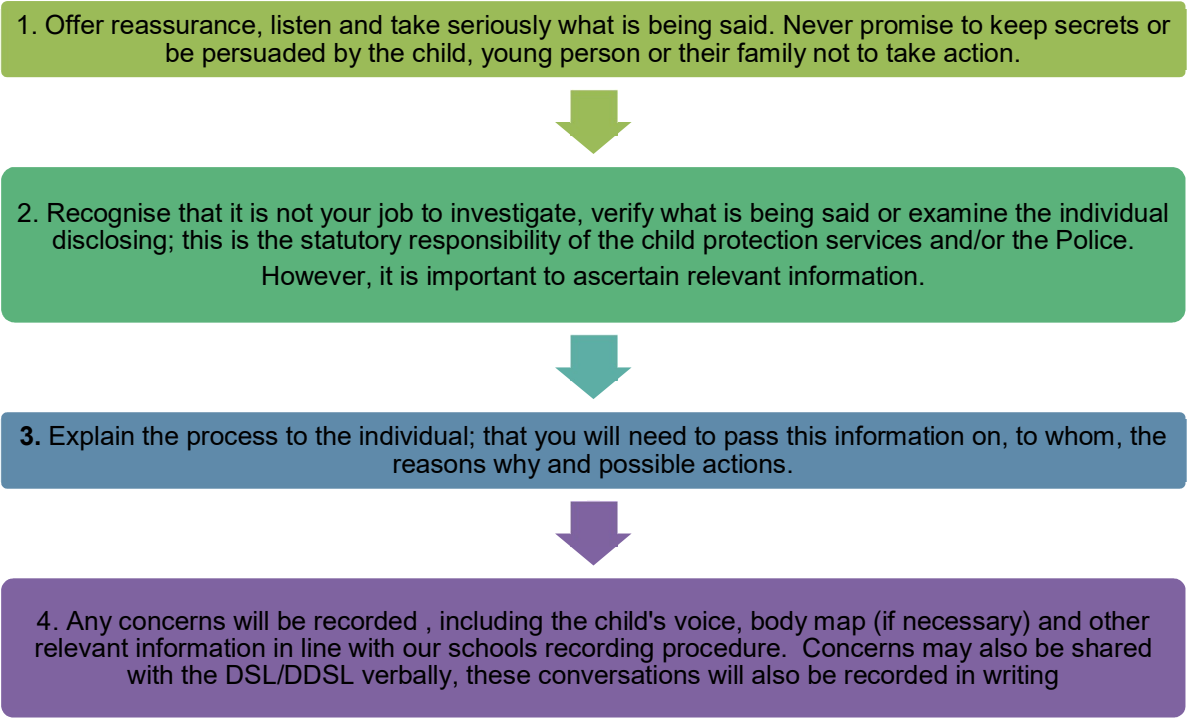 1. Offer reassurance, listen and take seriously what is being said. Never promise to keep secrets or
be persuaded by the child, young person or their family not to take action.
2. Recognise that it is not your job to investigate, verify what is being said or examine the individual
disclosing; this is the statutory responsibility of the child protection services and/or the Police.
However, it is important to ascertain relevant information.
3. Explain the process to the individual; that you will need to pass this information on, to whom, the
reasons why and possible actions.
4. Any concerns will be recorded , including the child's voice, body map (if necessary) and other
relevant information in line with our schools recording procedure.  Concerns may also be shared
with the DSL/DDSL verbally, these conversations will also be recorded in writing